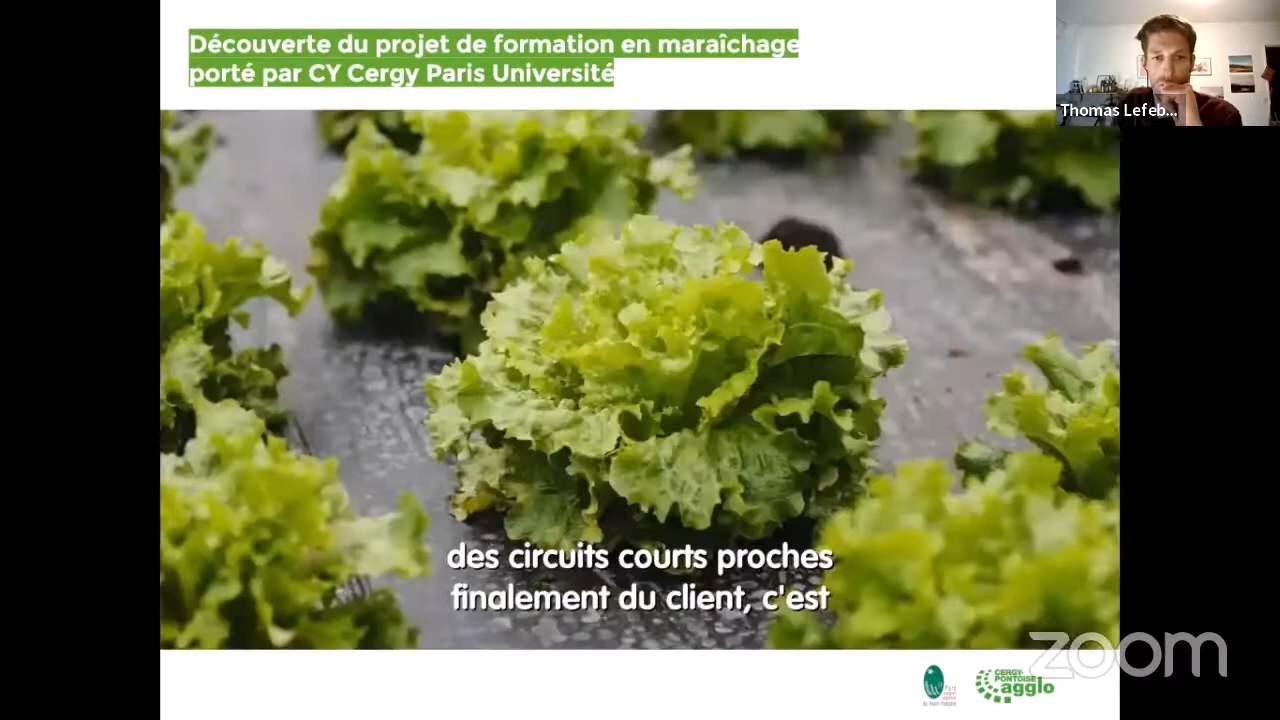 Découverte du projet de formation en maraîchage
porté par CY Cergy Paris Université
Thomas Lefeb...
des circuits courts proches
finalement du client, c'est
zoom
CERGY-
PONTOISE
agglo